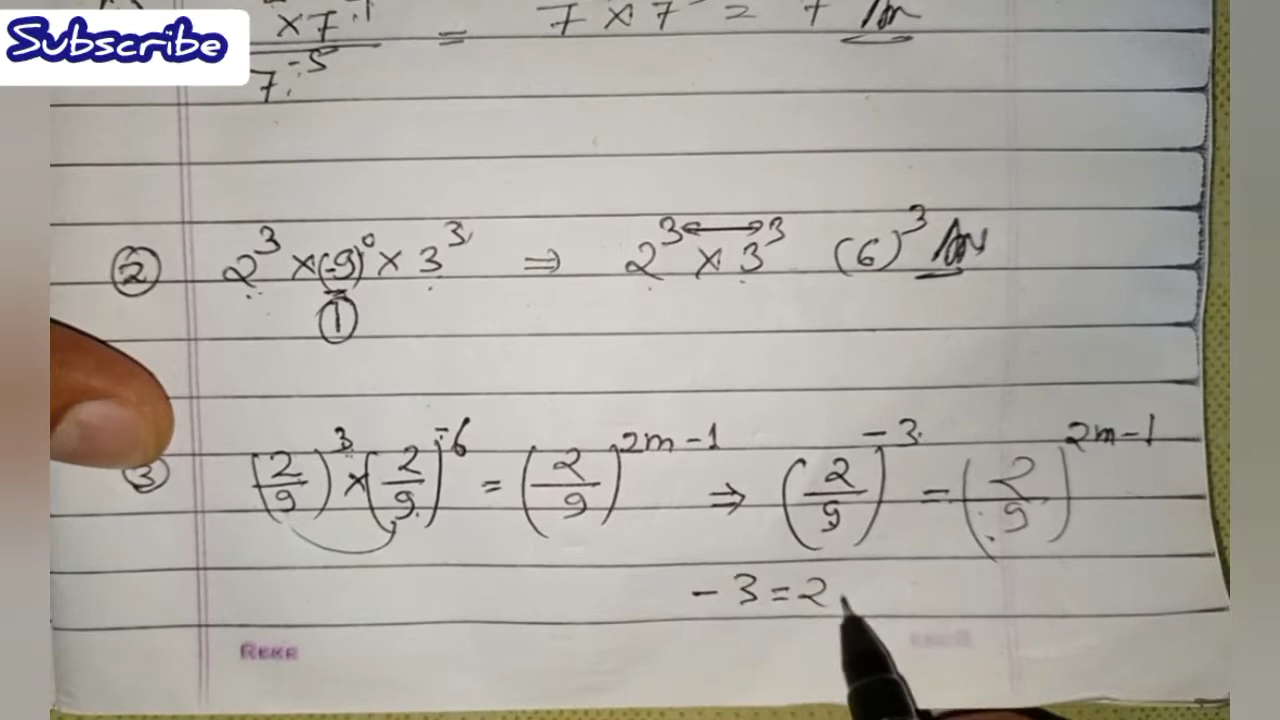 Subscribe
×7⁻¹ / 7⁻⁵ = 7 × 7 = 7 Ans
② 2³ ×(-9)⁰ × 3³ ⇒ 2³ × 3³ (6)³ Ans
①
③ (2/9)³ × (2/9)⁻⁶ = (2/9)²ᵐ⁻¹ ⇒ (2/9)⁻³ = (2/9)²ᵐ⁻¹
-3=2
REKR